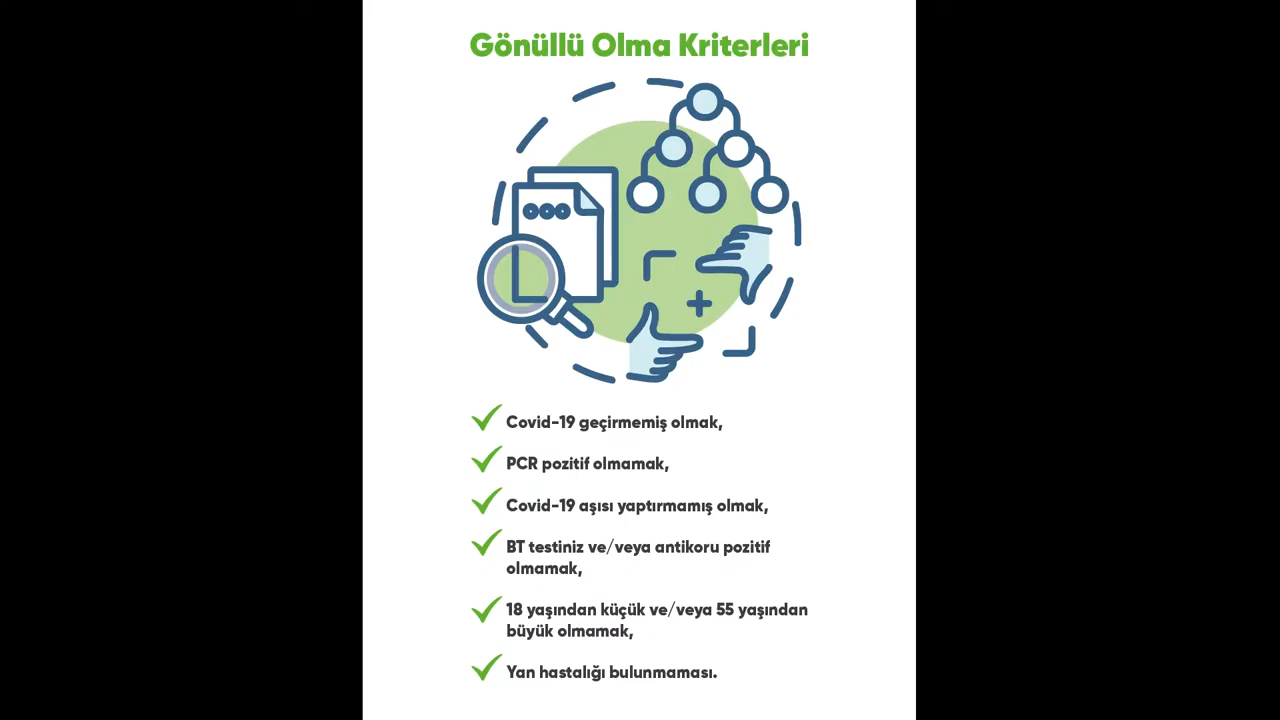 Gönüllü Olma Kriterleri
Covid-19 geçirmemiş olmak,
PCR pozitif olmamak,
Covid-19 aşısı yaptırmamış olmak,
BT testiniz ve/veya antikoru pozitif
olmamak,
18 yaşından küçük ve/veya 55 yaşından
büyük olmamak,
Yan hastalığı bulunmaması.